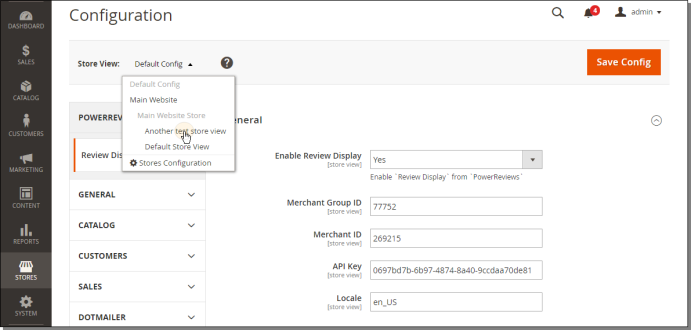 Configuration
4
admin
DASHBOARD
SALES
CATALOG
CUSTOMERS
MARKETING
CONTENT
REPORTS
STORES
SYSTEM
Store View: Default Config
?
Save Config
Default Config
Main Website
Main Website Store
Another test store view
Default Store View
Stores Configuration
POWERREV
Review Dis
GENERAL
CATALOG
CUSTOMERS
SALES
DOTMAILER
eneral
Enable Review Display
[store view]
Yes
Enable `Review Display` from `PowerReviews`
Merchant Group ID
[store view]
77752
Merchant ID
[store view]
269215
API Key
[store view]
0697bd7b-6b97-4874-8a40-9ccdaa70de81
Locale
[store view]
en_US